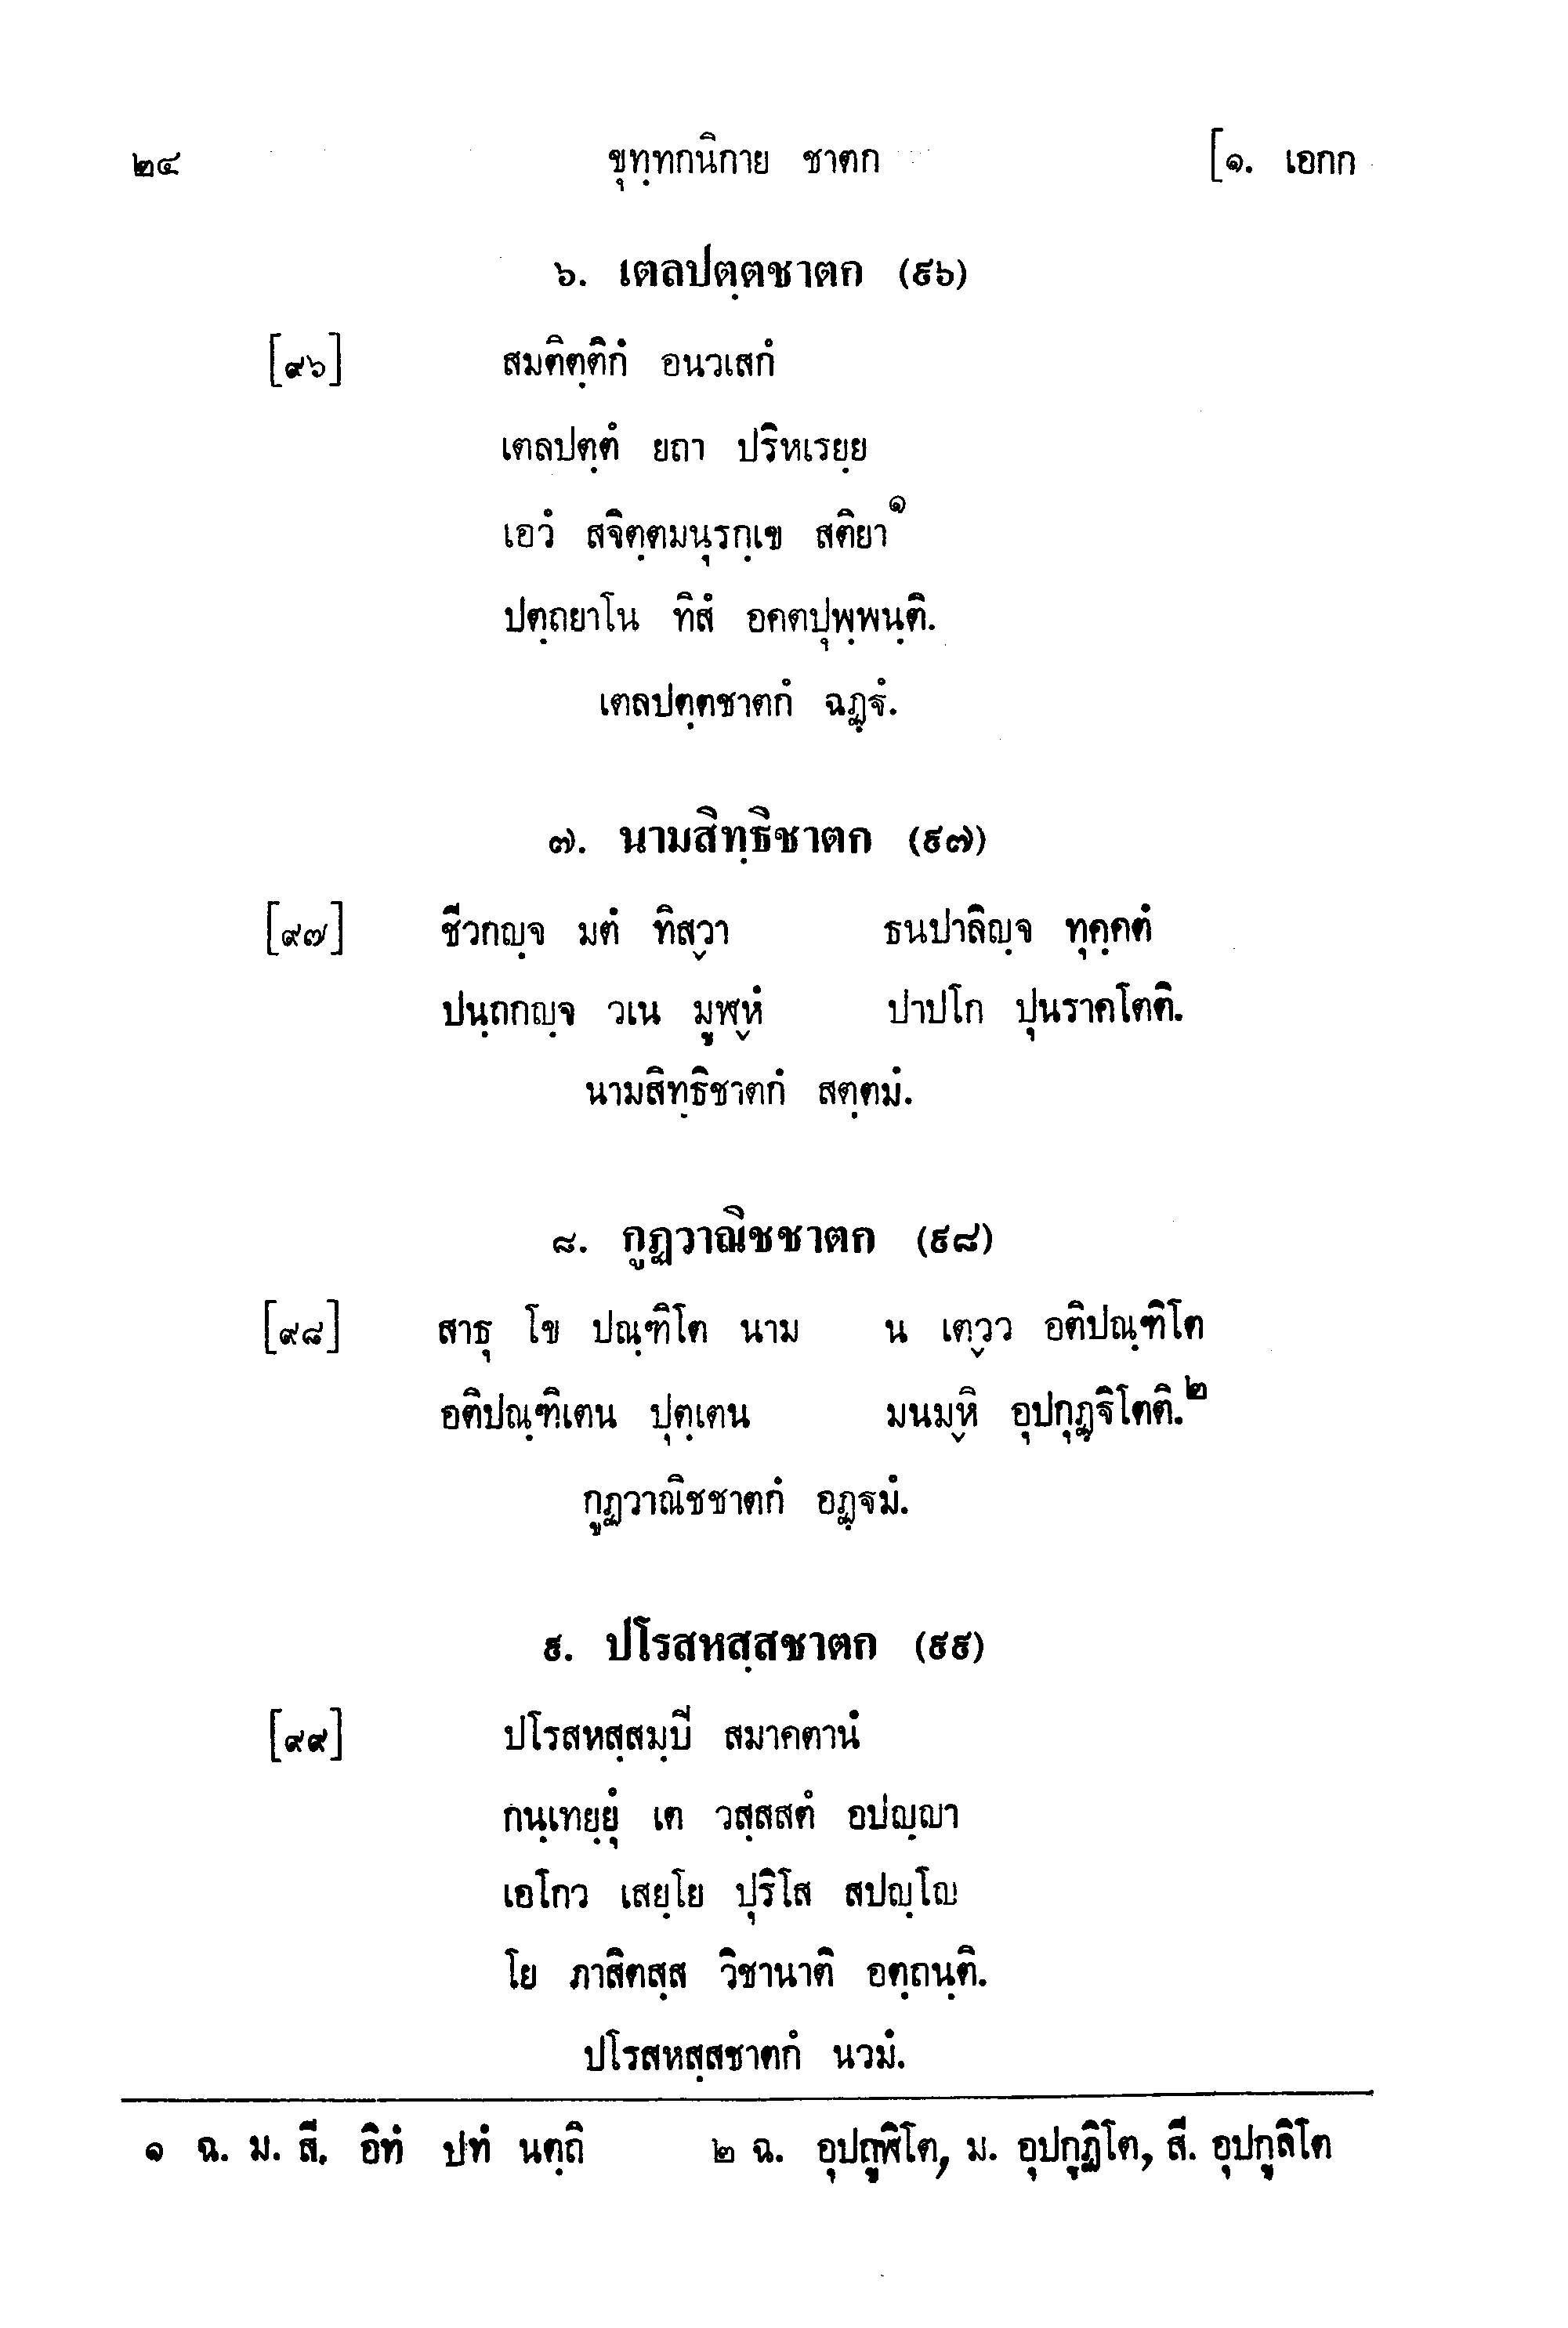 ๒๔ ขุทฺทกนิกาย ชาตก [๑. เอกก
๖. เตลปตฺตชาตก (๙๖)
[๙๖] สมติตฺติกํ อนวเสกํ
เตลปตฺตํ ยถา ปริหเรยฺย
เอวํ สจิตฺตมนุรกฺเข สติยา๑
ปตฺถยาโน ทิสํ อคตปุพฺพนฺติ.
เตลปตฺตชาตกํ ฉฏฺฐํ.
๗. นามสิทฺธิชาตก (๙๗)
[๙๗] ชีวกญฺจ มตํ ทิสฺวา ธนปาลิญฺจ ทุคฺคตํ
ปนฺถกญฺจ วเน มูฬฺหํ ปาปโก ปุนราคโตติ.
นามสิทฺธิชาตกํ สตฺตมํ.
๘. กูฏวาณิชชาตก (๙๘)
[๙๘] สาธุ โข ปณฺฑิโต นาม น เตฺวว อติปณฺฑิโต
อติปณฺฑิเตน ปุตฺเตน มนมฺหิ อุปกุฏฺฐิโตติ.๒
กูฏวาณิชชาตกํ อฏฺฐมํ.
๙. ปโรสหสฺสชาตก (๙๙)
[๙๙] ปโรสหสฺสมฺปี สมาคตานํ
กนฺเทยฺยุํ เต วสฺสสตํ อปญฺญา
เอโกว เสยฺโย ปุริโส สปญฺโญ
โย ภาสิตสฺส วิชานาติ อตฺถนฺติ.
ปโรสหสฺสชาตกํ นวมํ.
๑ ฉ. ม. สี. อิทํ ปทํ นตฺถิ ๒ ฉ. อุปกูฬิโต, ม. อุปกูฏิโต, สี. อุปกูลิโต